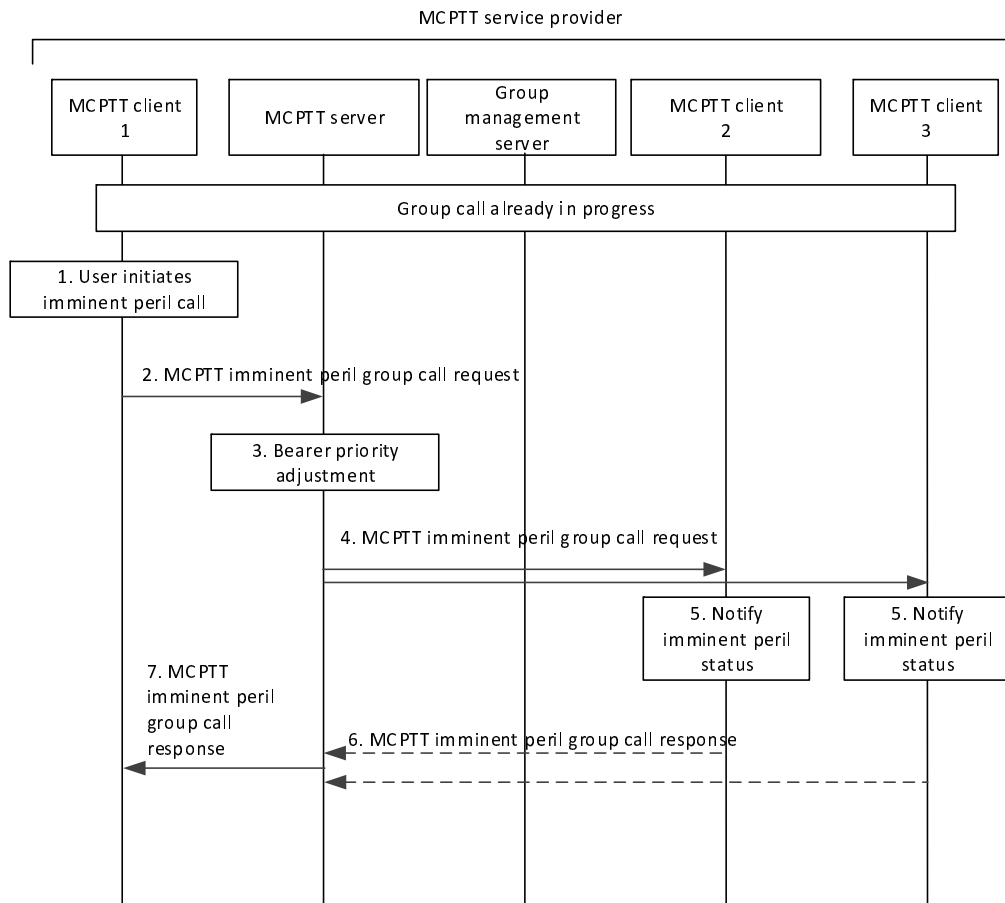 MCPTT service provider
MCPTT client
1
MCPTT server
Group
management
server
MCPTT client
2
MCPTT client
3
Group call already in progress
1. User initiates
imminent peril call
2. MCPTT imminent peril group call request
3. Bearer priority
adjustment
4. MCPTT imminent peril group call request
5. Notify
imminent peril
status
5. Notify
imminent peril
status
7. MCPTT
imminent peril
group call
response
6. MCPTT imminent peril group call response